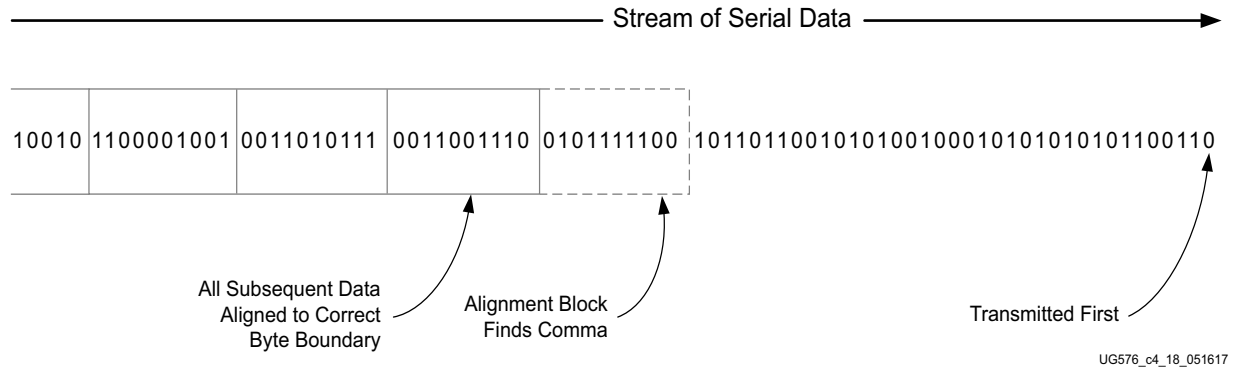 Stream of Serial Data
10010 1100001001 0011010111 0011001110 0101111100 1011011001010100100010101010101100110
All Subsequent Data
Aligned to Correct
Byte Boundary
Alignment Block
Finds Comma
Transmitted First
UG576_c4_18_051617